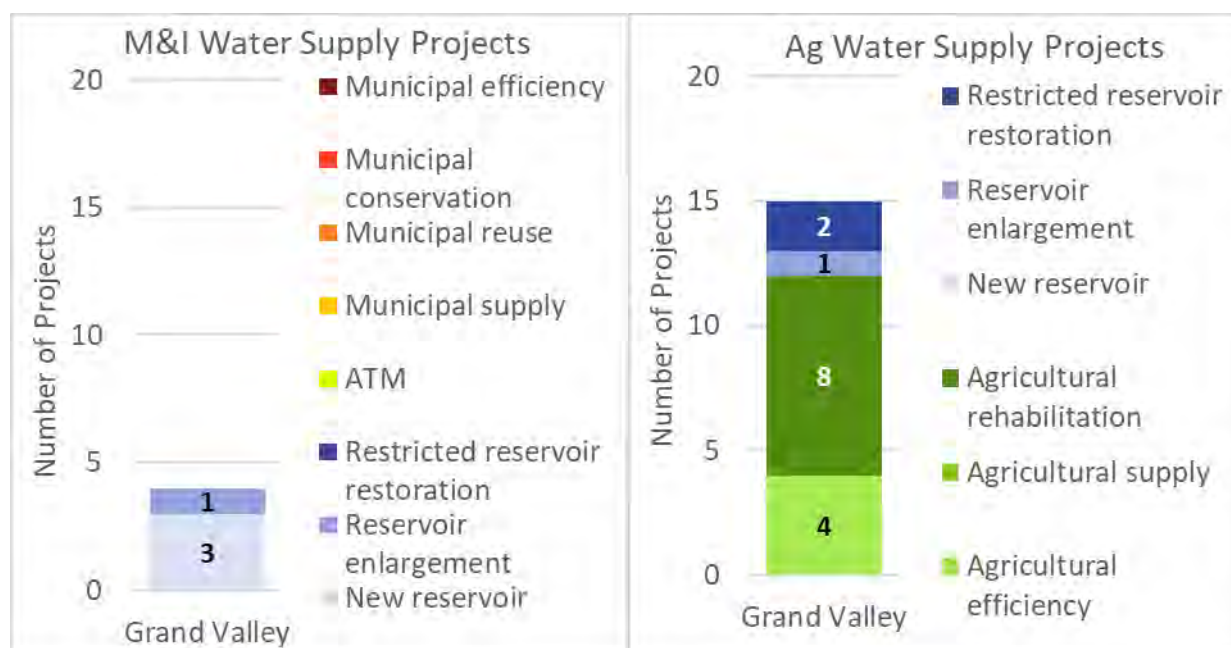 M&I Water Supply Projects
20
15
10
5
0
Number of Projects
1
3
Grand Valley
Municipal efficiency
Municipal
conservation
Municipal reuse
Municipal supply
ATM
Restricted reservoir
restoration
Reservoir
enlargement
New reservoir
Ag Water Supply Projects
20
15
10
5
0
Number of Projects
2
1
8
4
Grand Valley
Restricted reservoir
restoration
Reservoir
enlargement
New reservoir
Agricultural
rehabilitation
Agricultural supply
Agricultural
efficiency